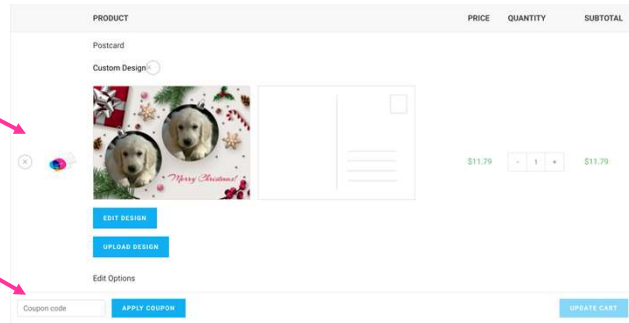 PRODUCT PRICE QUANTITY SUBTOTAL
Postcard
Custom Design
Merry Christmas!
$11.79 - 1 + $11.79
EDIT DESIGN
UPLOAD DESIGN
Edit Options
Coupon code APPLY COUPON UPDATE CART